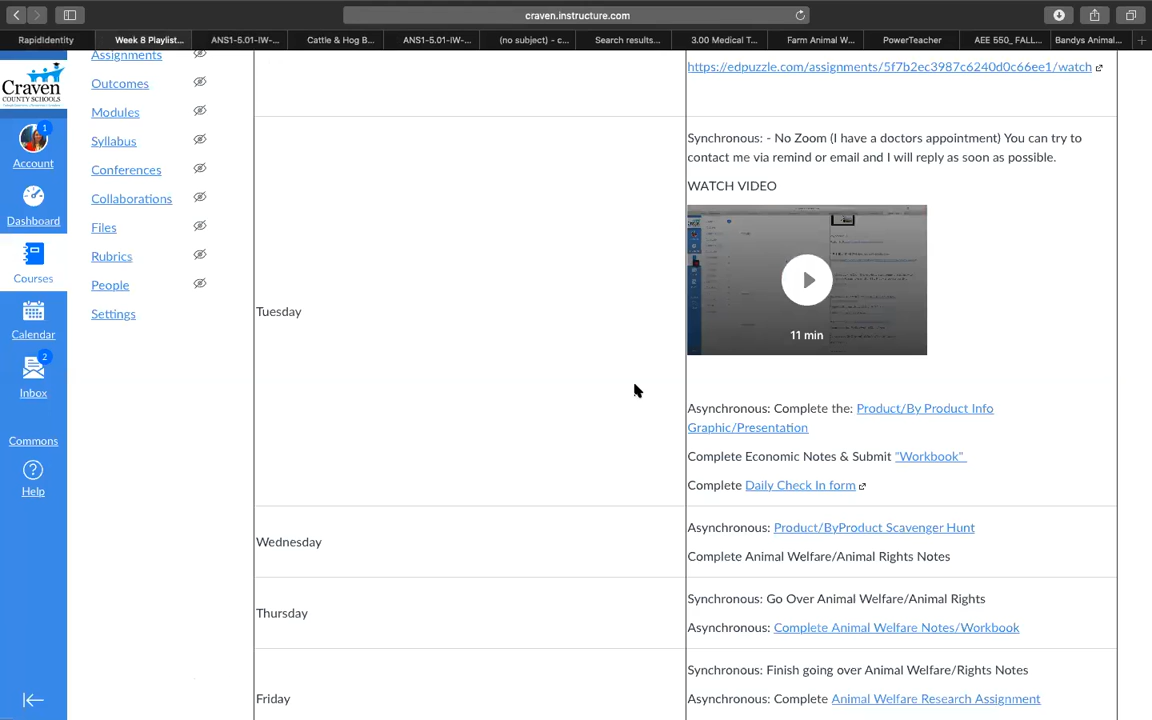 craven.instructure.com
RapidIdentity
Week 8 Playlist...
ANS1-5.01-IW-...
Cattle & Hog B...
ANS1-5.01-IW-...
(no subject) - c...
Search results...
3.00 Medical T...
Farm Animal W...
PowerTeacher
AEE 550_ FALL...
Bandys Animal...
Craven
COUNTY SCHOOLS
1
Account
Dashboard
Courses
Calendar
2
Inbox
Commons
Help
Assignments
Outcomes
Modules
Syllabus
Conferences
Collaborations
Files
Rubrics
People
Settings
https://edpuzzle.com/assignments/5f7b2ec3987c6240d0c66ee1/watch
Tuesday
Synchronous: - No Zoom (I have a doctors appointment) You can try to
contact me via remind or email and I will reply as soon as possible.
WATCH VIDEO
11 min
Asynchronous: Complete the: Product/By Product Info
Graphic/Presentation
Complete Economic Notes & Submit "Workbook"
Complete Daily Check In form
Wednesday
Asynchronous: Product/ByProduct Scavenger Hunt
Complete Animal Welfare/Animal Rights Notes
Thursday
Synchronous: Go Over Animal Welfare/Animal Rights
Asynchronous: Complete Animal Welfare Notes/Workbook
Friday
Synchronous: Finish going over Animal Welfare/Rights Notes
Asynchronous: Complete Animal Welfare Research Assignment